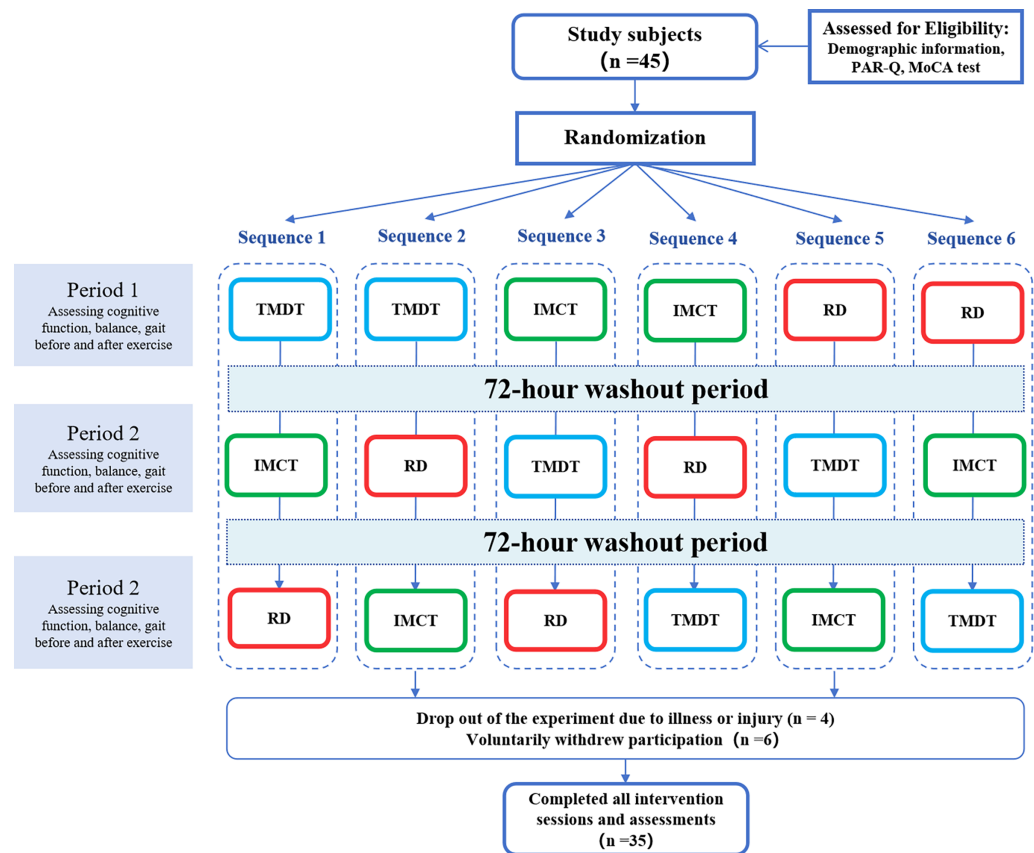 Study subjects
(n =45)
Assessed for Eligibility:
Demographic information,
PAR-Q, MoCA test
Randomization
Sequence 1
Sequence 2
Sequence 3
Sequence 4
Sequence 5
Sequence 6
Period 1
Assessing cognitive
function, balance, gait
before and after exercise
TMDT
TMDT
IMCT
IMCT
RD
RD
72-hour washout period
Period 2
Assessing cognitive
function, balance, gait
before and after exercise
IMCT
RD
TMDT
RD
TMDT
IMCT
72-hour washout period
Period 2
Assessing cognitive
function, balance, gait
before and after exercise
RD
IMCT
RD
TMDT
IMCT
TMDT
Drop out of the experiment due to illness or injury (n = 4)
Voluntarily withdrew participation（n =6)
Completed all intervention
sessions and assessments
(n =35)